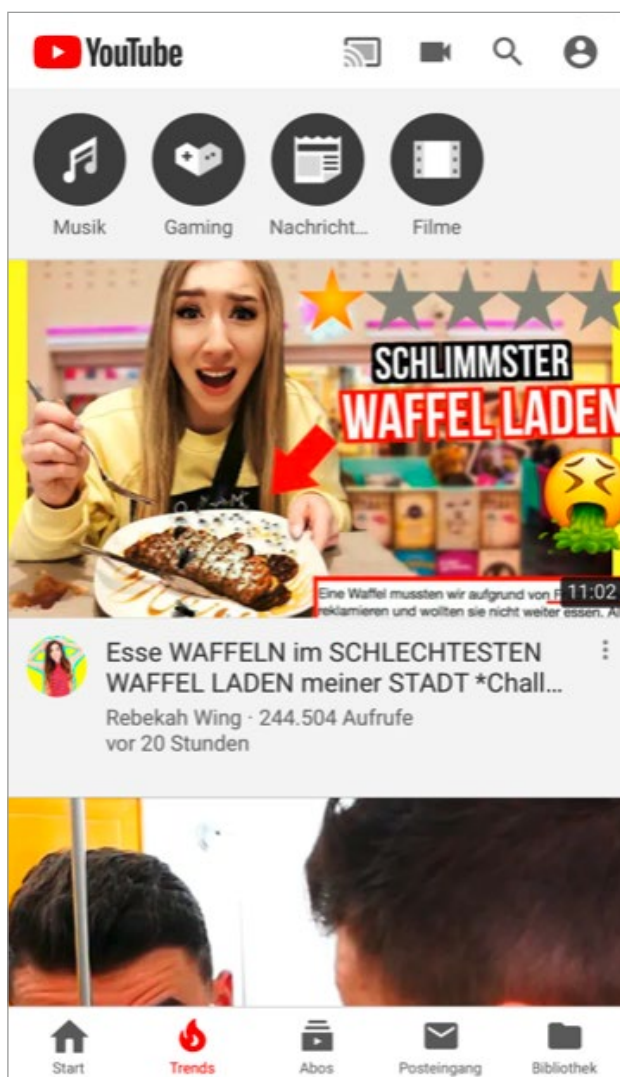 YouTube
Musik
Gaming
Nachricht...
Filme
SCHLIMMSTER
WAFFEL LADEN
Eine Waffel mussten wir aufgrund von
reklamieren und wollten sie nicht weiter essen.
11:02
Esse WAFFELN im SCHLECHTESTEN
WAFFEL LADEN meiner STADT *Chall...
Rebekah Wing · 244.504 Aufrufe
vor 20 Stunden
Start
Trends
Abos
Posteingang
Bibliothek